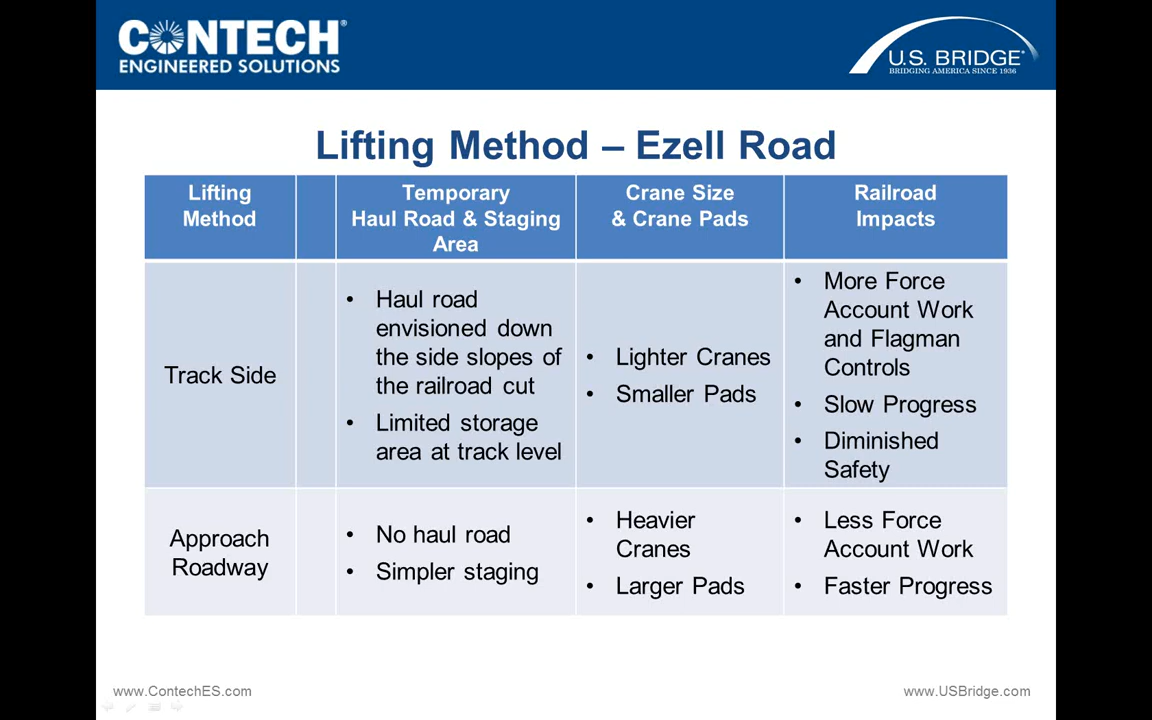 CONTECH®
ENGINEERED SOLUTIONS
U.S. BRIDGE®
BRIDGING AMERICA SINCE 1936
Lifting Method – Ezell Road
Lifting
Method
Temporary
Haul Road & Staging
Area
Crane Size
& Crane Pads
Railroad
Impacts
Track Side
• Haul road
envisioned down
the side slopes of
the railroad cut
• Limited storage
area at track level
• Lighter Cranes
• Smaller Pads
• More Force
Account Work
and Flagman
Controls
• Slow Progress
• Diminished
Safety
Approach
Roadway
• No haul road
• Simpler staging
• Heavier
Cranes
• Larger Pads
• Less Force
Account Work
• Faster Progress
www.ContechES.com
www.USBridge.com